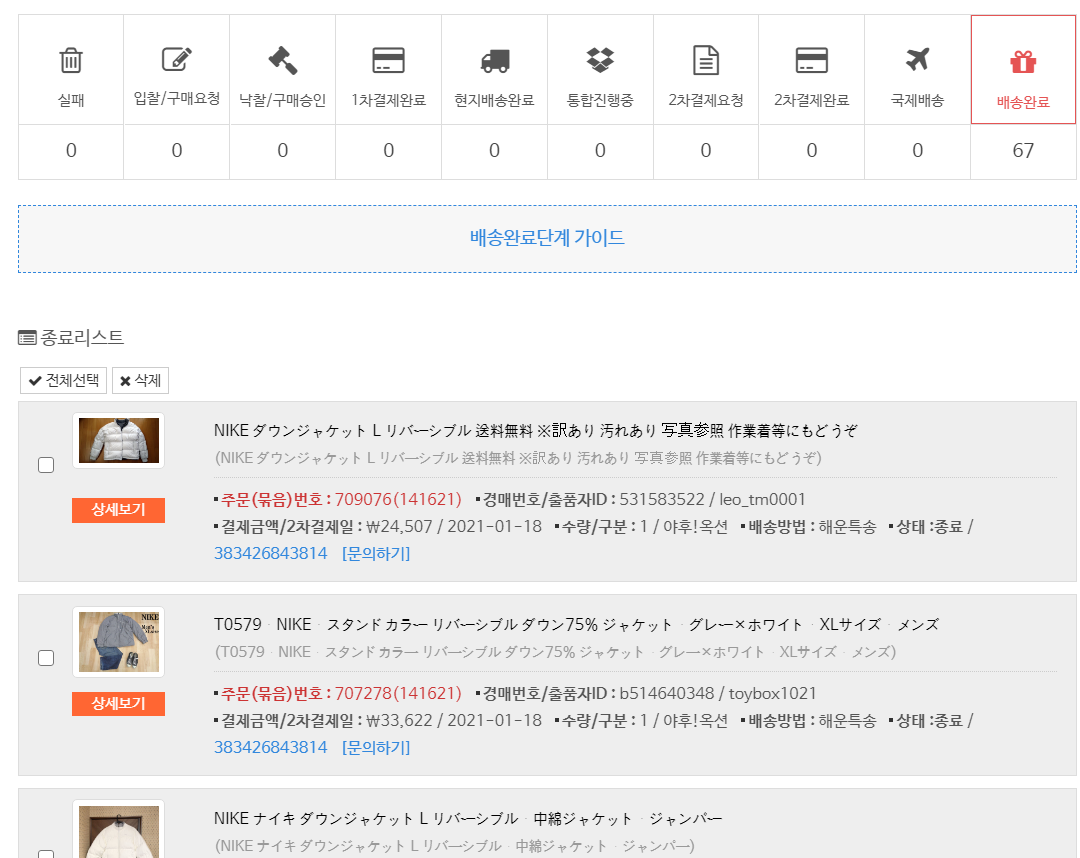 실패
입찰/구매요청
낙찰/구매승인
1차결제완료
현지배송완료
통합진행중
2차결제요청
2차결제완료
국제배송
배송완료
0
0
0
0
0
0
0
0
0
67
배송완료단계 가이드
종료리스트
전체선택
삭제
NIKE ダウンジャケット L リバーシブル 送料無料 ※訳あり 汚れあり 写真参照 作業着等にもどうぞ
(NIKE ダウンジャケット L リバーシブル 送料無料 ※訳あり 汚れあり 写真参照 作業着等にもどうぞ)
상세보기
주문(묶음)번호 : 709076(141621) 경매번호/출품자ID : 531583522 / leo_tm0001
결제금액/2차결제일 : ₩24,507 / 2021-01-18 수량/구분 : 1 / 야후!옥션 배송방법 : 해운특송 상태 :종료 /
383426843814 [문의하기]
NIKE
T0579 NIKE スタンド カラー リバーシブル ダウン75% ジャケット グレー×ホワイト XLサイズ メンズ
(T0579 NIKE スタンド カラー リバーシブル ダウン75% ジャケット グレー×ホワイト XLサイズ メンズ)
상세보기
주문(묶음)번호 : 707278(141621) 경매번호/출품자ID : b514640348 / toybox1021
결제금액/2차결제일 : ₩33,622 / 2021-01-18 수량/구분 : 1 / 야후!옥션 배송방법 : 해운특송 상태 :종료 /
383426843814 [문의하기]
NIKE ナイキ ダウンジャケット L リバーシブル 中綿ジャケット ジャンパー
(NIKE ナイキ ダウンジャケット L リバーシブル 中綿ジャケット ジャンパー)